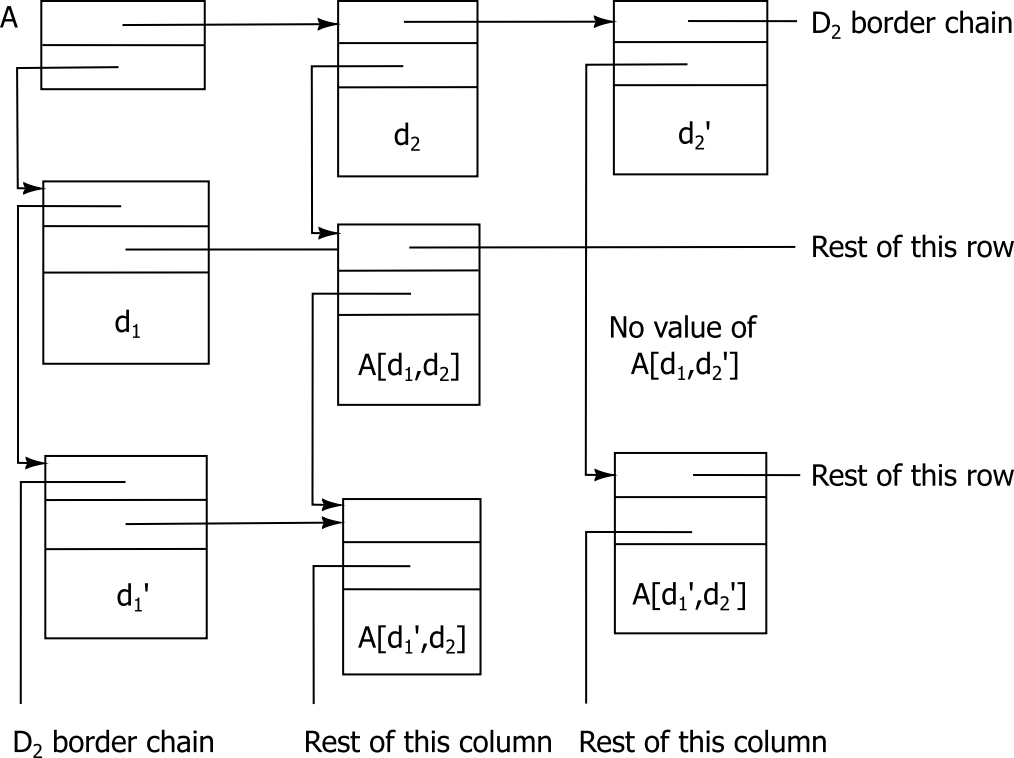 A
D₂ border chain
d₂
d₂'
Rest of this row
d₁
No value of
A[d₁,d₂']
A[d₁,d₂]
Rest of this row
d₁'
A[d₁',d₂']
A[d₁',d₂]
D₂ border chain
Rest of this column
Rest of this column